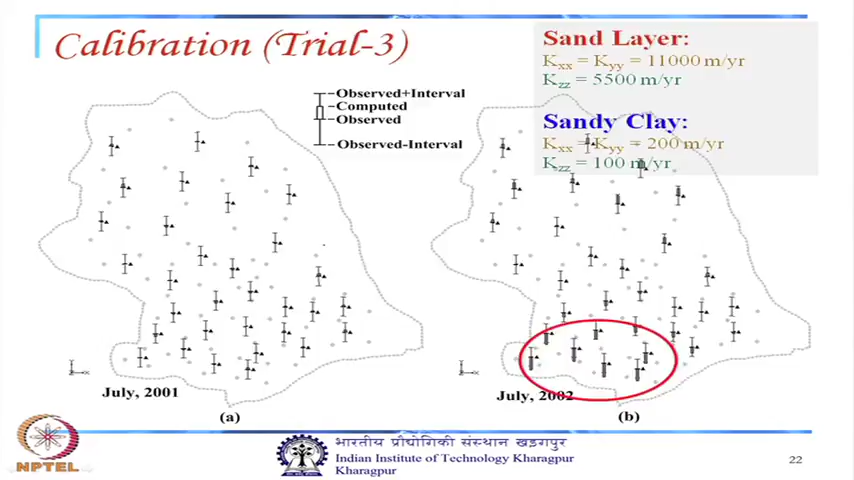 Calibration (Trial-3)
Sand Layer:
Kxx = Kyy = 11000 m/yr
Kzz = 5500 m/yr
Sandy Clay:
Kxx = Kyy = 200 m/yr
Kzz = 100 m/yr
Observed+Interval
Computed
Observed
Observed-Interval
July, 2001
July, 2002
(a)
(b)
NPTEL
भारतीय प्रौद्योगिकी संस्थान खड़गपुर
Indian Institute of Technology Kharagpur
Kharagpur
22